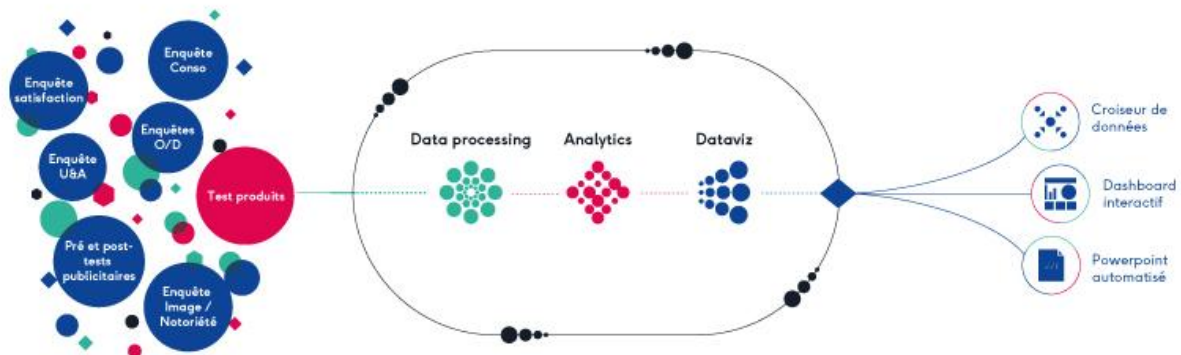 Enquête
Conso
Enquête
satisfaction
Enquêtes
O/D
Enquête
U&A
Test produits
Pré et post-
tests
publicitaires
Enquête
Image /
Notoriété
Data processing
Analytics
Dataviz
Croiseur de
données
Dashboard
interactif
Powerpoint
automatisé